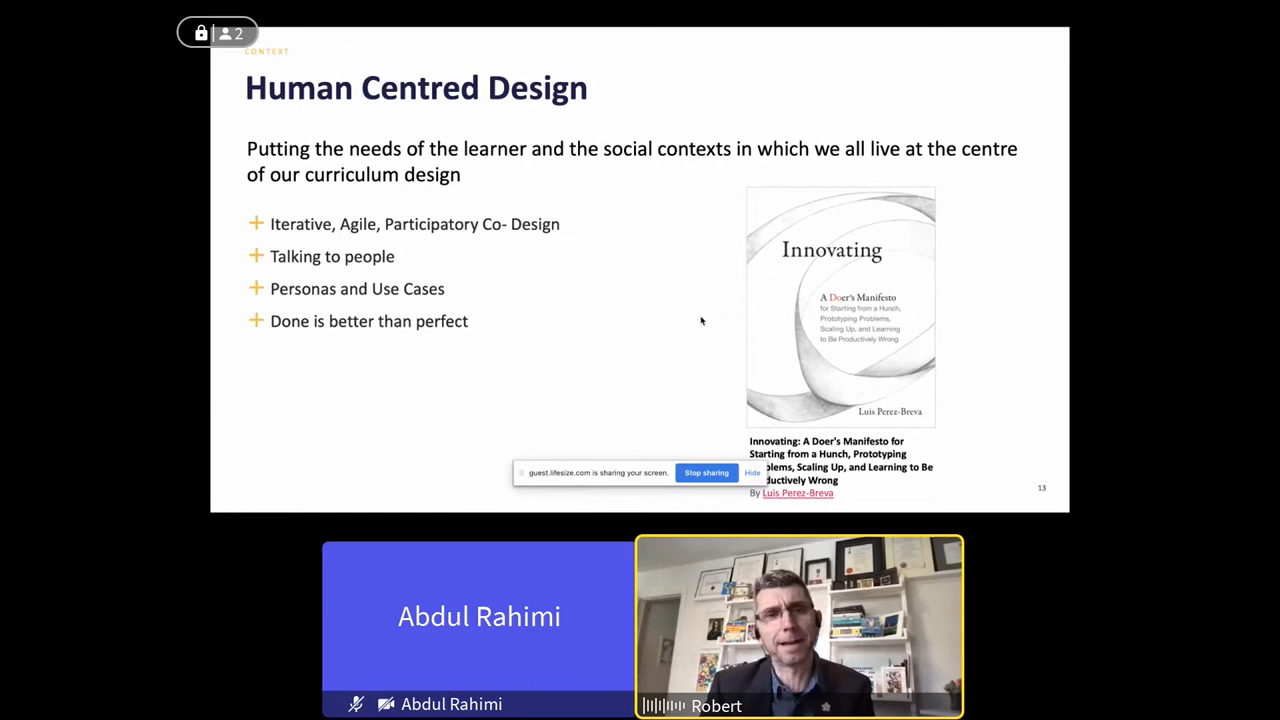 2
CONTEXT
Human Centred Design
Putting the needs of the learner and the social contexts in which we all live at the centre
of our curriculum design
Iterative, Agile, Participatory Co- Design
Talking to people
Personas and Use Cases
Done is better than perfect
Innovating
A Doer's Manifesto
for Starting from a Hunch,
Prototyping Problems,
Scaling Up, and Learning
to Be Productively Wrong
Luis Perez-Breva
Innovating: A Doer's Manifesto for
Starting from a Hunch, Prototyping
lems, Scaling Up, and Learning to Be
ductively Wrong
By Luis Perez-Breva
guest.lifesize.com is sharing your screen.
Stop sharing
Hide
13
Abdul Rahimi
Abdul Rahimi
Robert